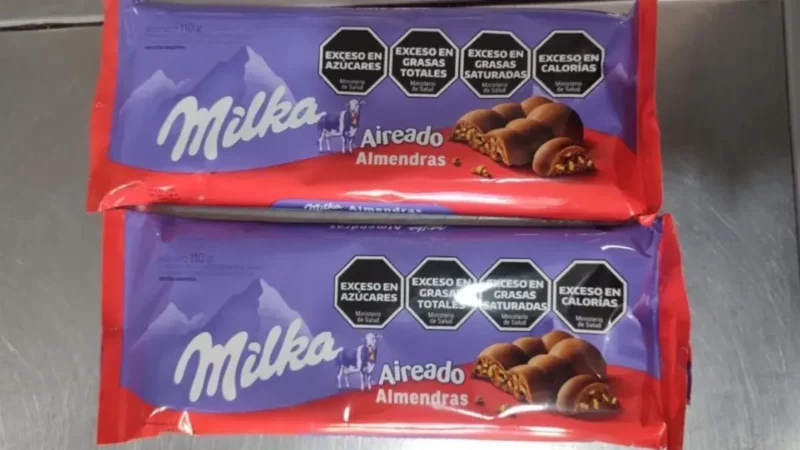 110 g
EXCESO EN
AZÚCARES
Ministerio
de Salud
EXCESO EN
GRASAS
TOTALES
Ministerio
de Salud
EXCESO EN
GRASAS
SATURADAS
Ministerio
de Salud
EXCESO EN
CALORÍAS
Ministerio
de Salud
Milka
Aireado
Almendras
Milka Almendras
Milka Almendras
110 g
EXCESO EN
AZÚCARES
Ministerio
de Salud
EXCESO EN
GRASAS
TOTALES
Ministerio
de Salud
EXCESO EN
GRASAS
SATURADAS
Ministerio
de Salud
EXCESO EN
CALORÍAS
Ministerio
de Salud
Milka
Aireado
Almendras